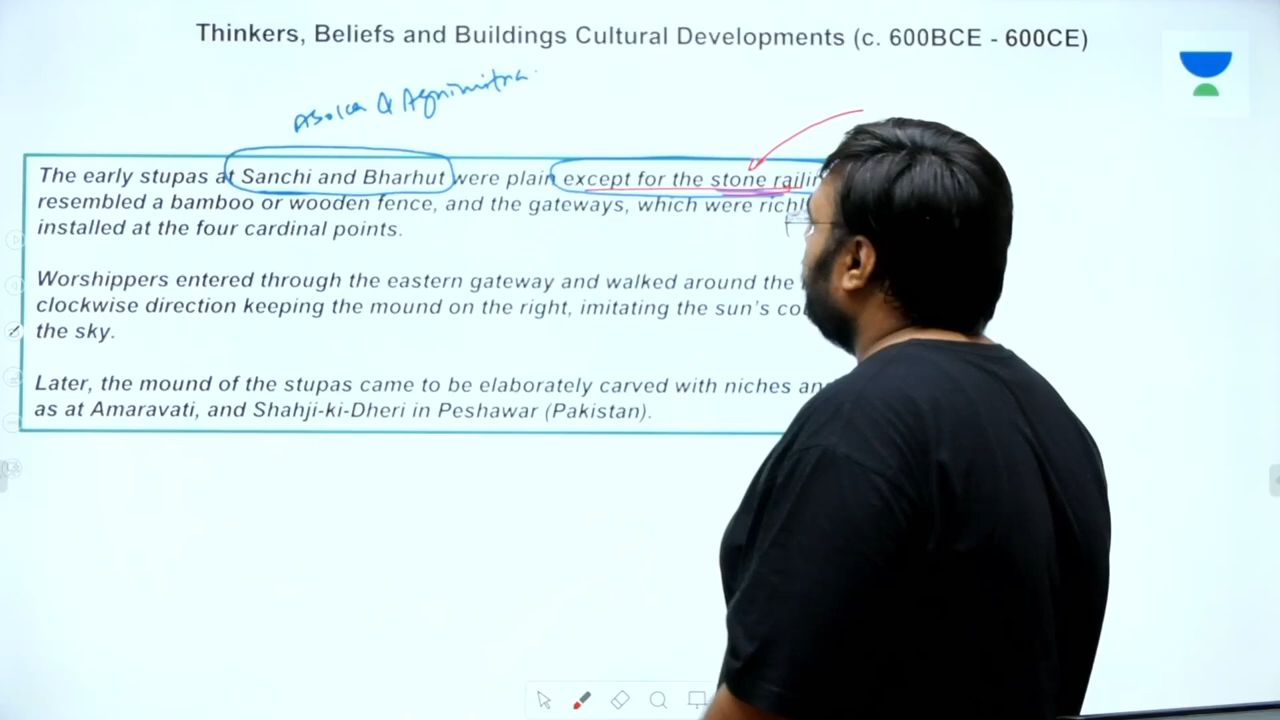 Thinkers, Beliefs and Buildings Cultural Developments (c. 600BCE - 600CE)
Asoka & Agnimitra
The early stupas at Sanchi and Bharhut were plain except for the stone railin
resembled a bamboo or wooden fence, and the gateways, which were richl
installed at the four cardinal points.
Worshippers entered through the eastern gateway and walked around the
clockwise direction keeping the mound on the right, imitating the sun's co
the sky.
Later, the mound of the stupas came to be elaborately carved with niches an
as at Amaravati, and Shahji-ki-Dheri in Peshawar (Pakistan).